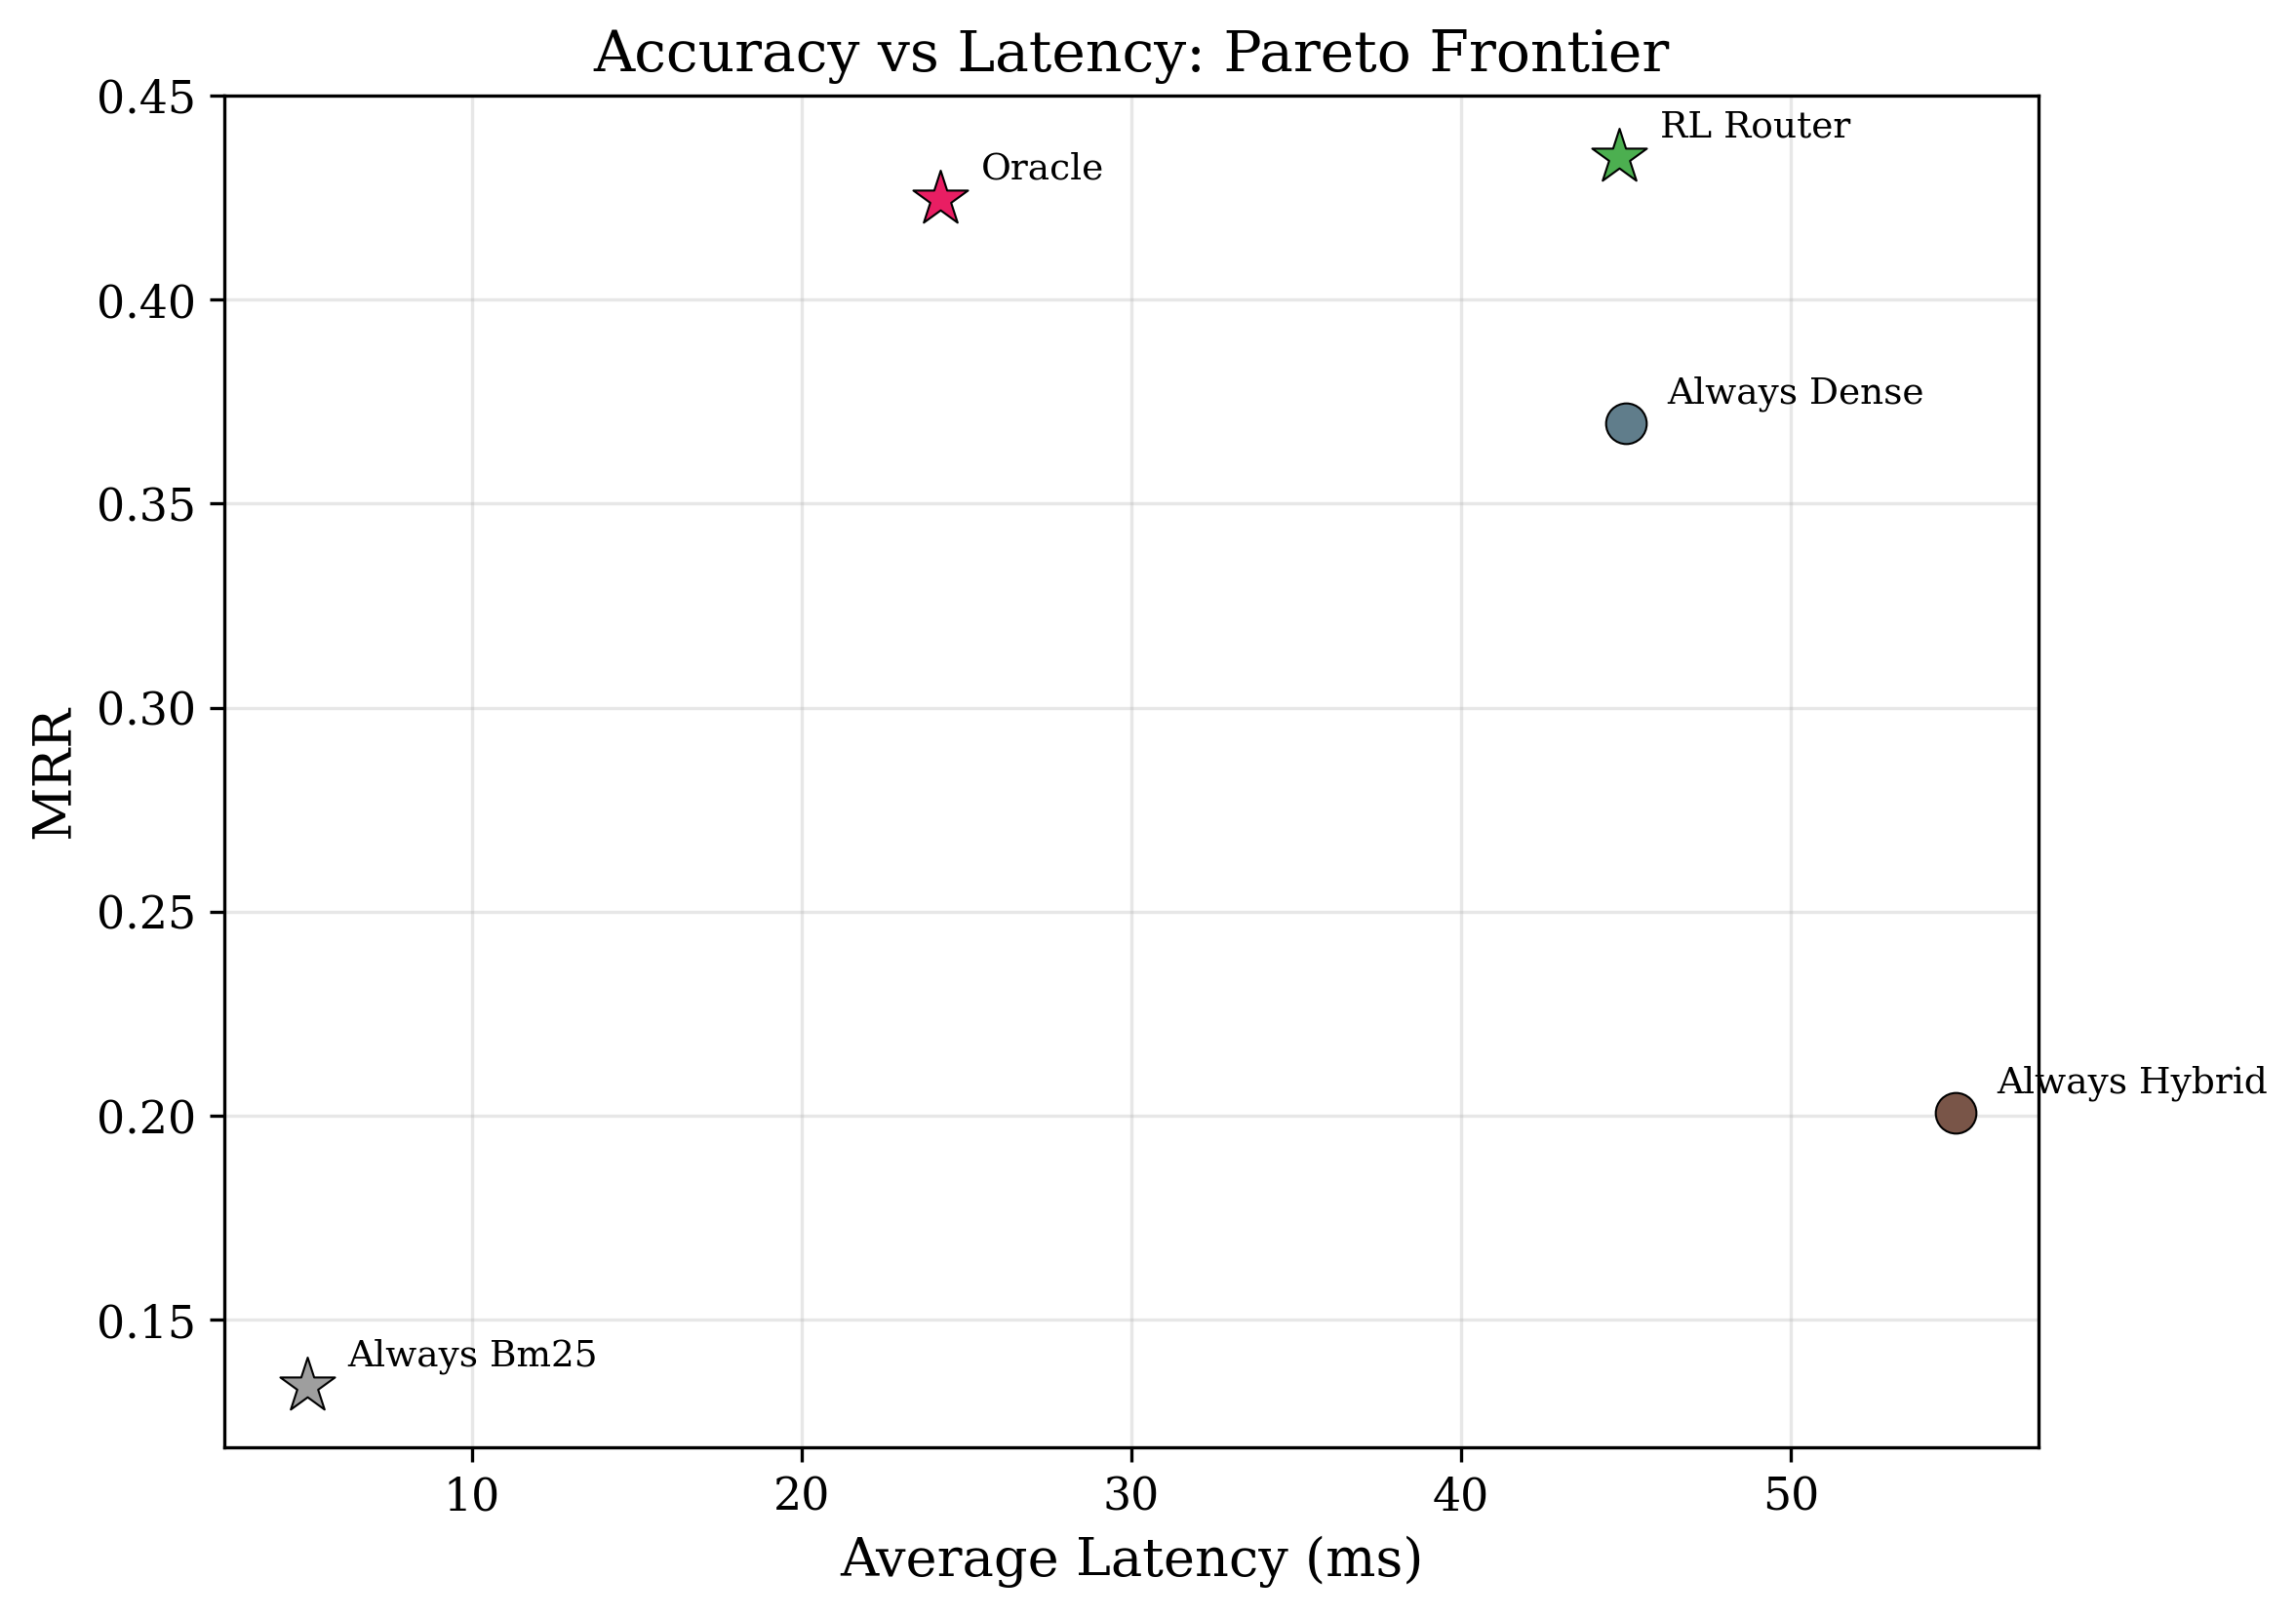 Accuracy vs Latency: Pareto Frontier
0.45
RL Router
Oracle
0.40
Always Dense
0.35
0.30
MRR
0.25
Always Hybrid
0.20
0.15
Always Bm25
10 20 30 40 50
Average Latency (ms)